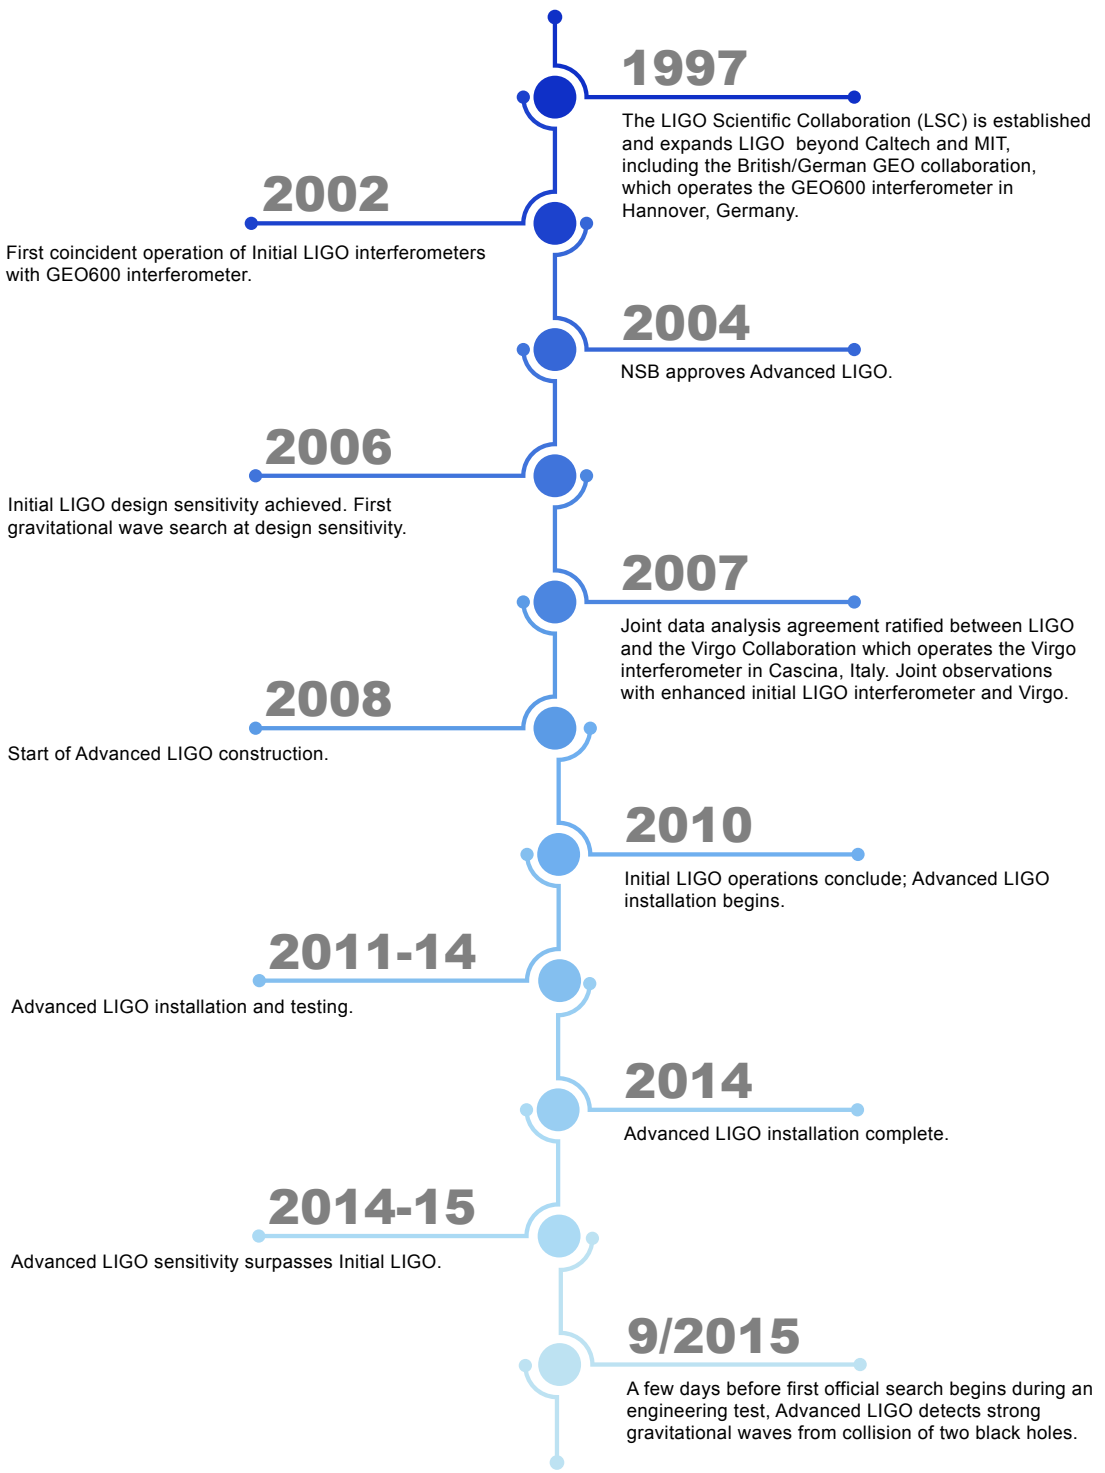 1997
The LIGO Scientific Collaboration (LSC) is established
and expands LIGO beyond Caltech and MIT,
including the British/German GEO collaboration,
which operates the GEO600 interferometer in
Hannover, Germany.
2002
First coincident operation of Initial LIGO interferometers
with GEO600 interferometer.
2004
NSB approves Advanced LIGO.
2006
Initial LIGO design sensitivity achieved. First
gravitational wave search at design sensitivity.
2007
Joint data analysis agreement ratified between LIGO
and the Virgo Collaboration which operates the Virgo
interferometer in Cascina, Italy. Joint observations
with enhanced initial LIGO interferometer and Virgo.
2008
Start of Advanced LIGO construction.
2010
Initial LIGO operations conclude; Advanced LIGO
installation begins.
2011-14
Advanced LIGO installation and testing.
2014
Advanced LIGO installation complete.
2014-15
Advanced LIGO sensitivity surpasses Initial LIGO.
9/2015
A few days before first official search begins during an
engineering test, Advanced LIGO detects strong
gravitational waves from collision of two black holes.